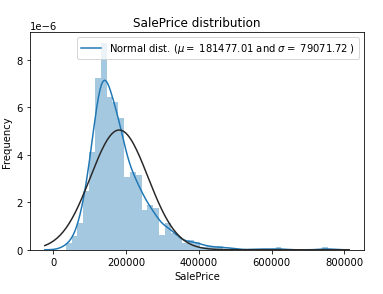 SalePrice distribution
1e−6
Normal dist. (μ = 181477.01 and σ = 79071.72 )
8
6
4
2
0
Frequency
0 200000 400000 600000 800000
SalePrice